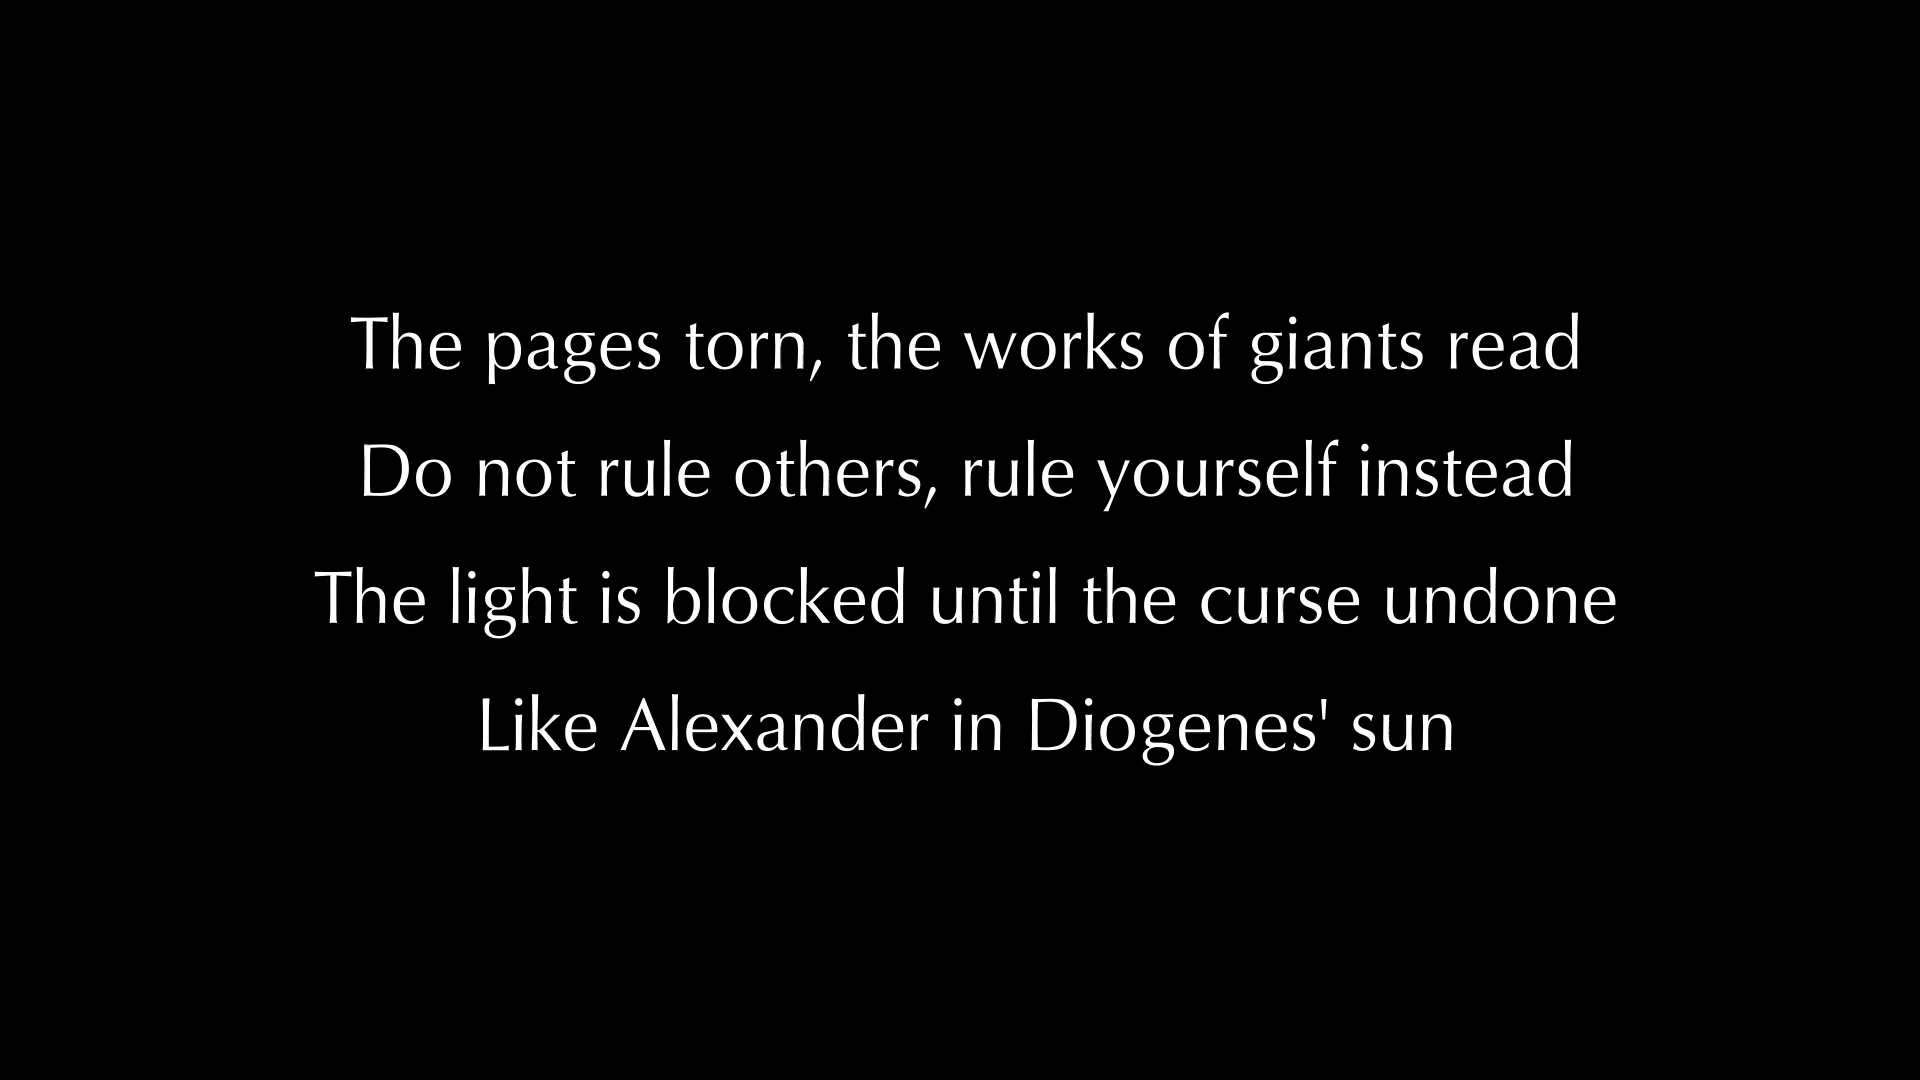 The pages torn, the works of giants read
Do not rule others, rule yourself instead
The light is blocked until the curse undone
Like Alexander in Diogenes' sun